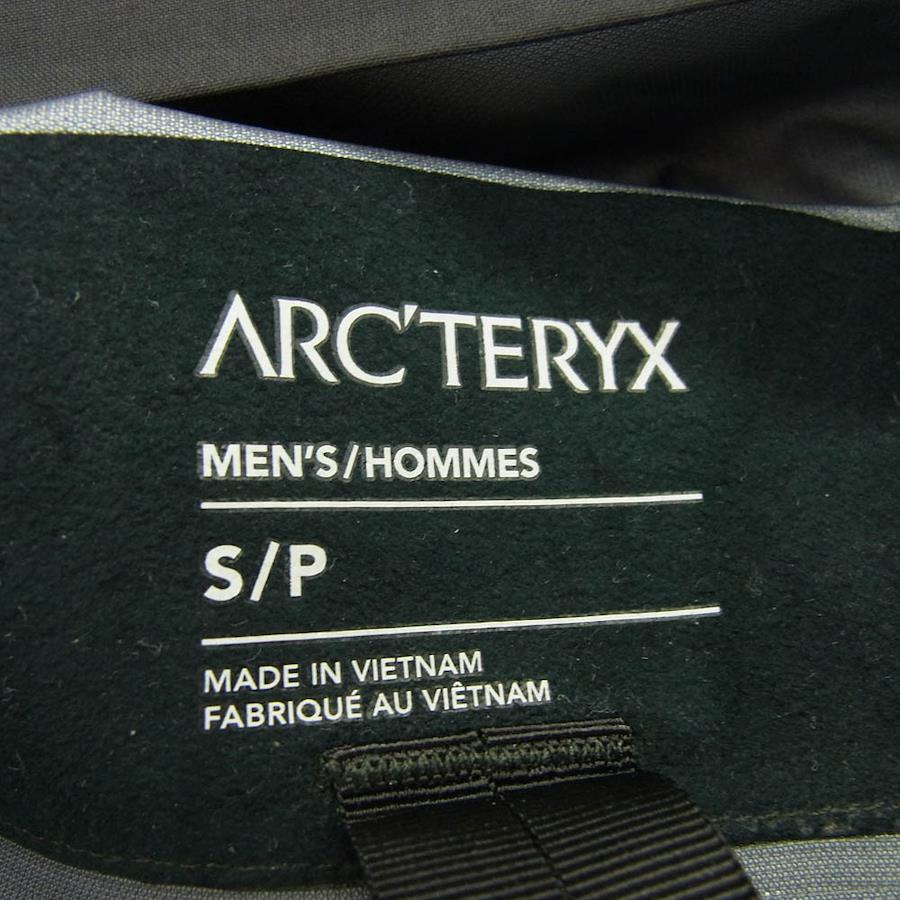 ARC'TERYX
MEN'S/HOMMES
S/P
MADE IN VIETNAM
FABRIQUÉ AU VIÊTNAM